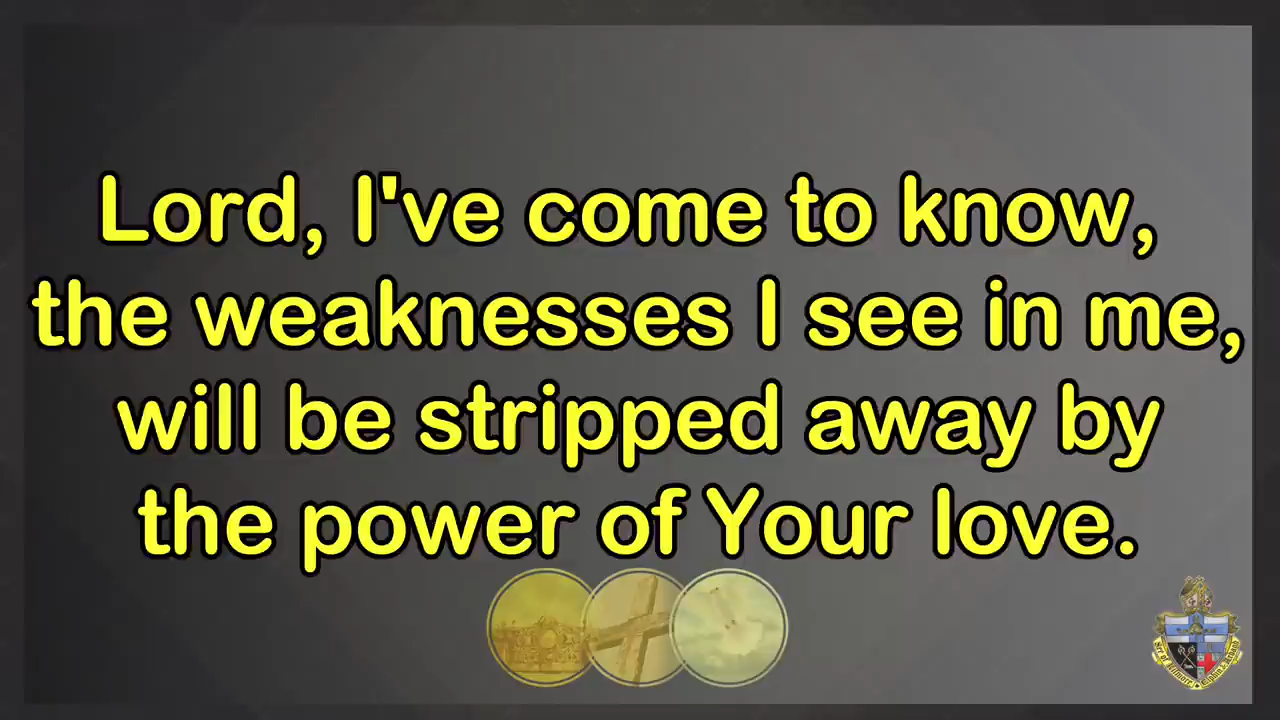 Lord, I've come to know,
the weaknesses I see in me,
will be stripped away by
the power of Your love.